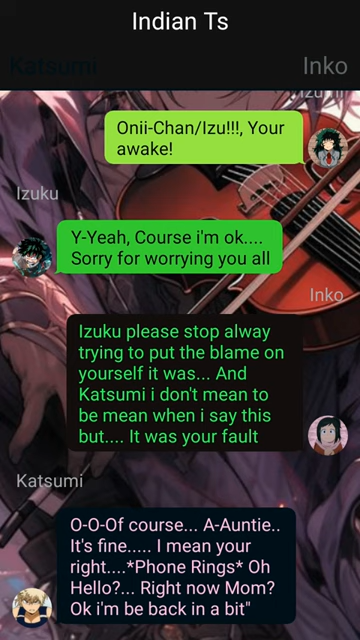 Indian Ts
Katsumi
Inko
Izumi
Onii-Chan/Izu!!!, Your
awake!
Izuku
Y-Yeah, Course i'm ok....
Sorry for worrying you all
Inko
Izuku please stop alway
trying to put the blame on
yourself it was... And
Katsumi i don't mean to
be mean when i say this
but.... It was your fault
Katsumi
O-O-Of course... A-Auntie..
It's fine..... I mean your
right....*Phone Rings* Oh
Hello?... Right now Mom?
Ok i'm be back in a bit"